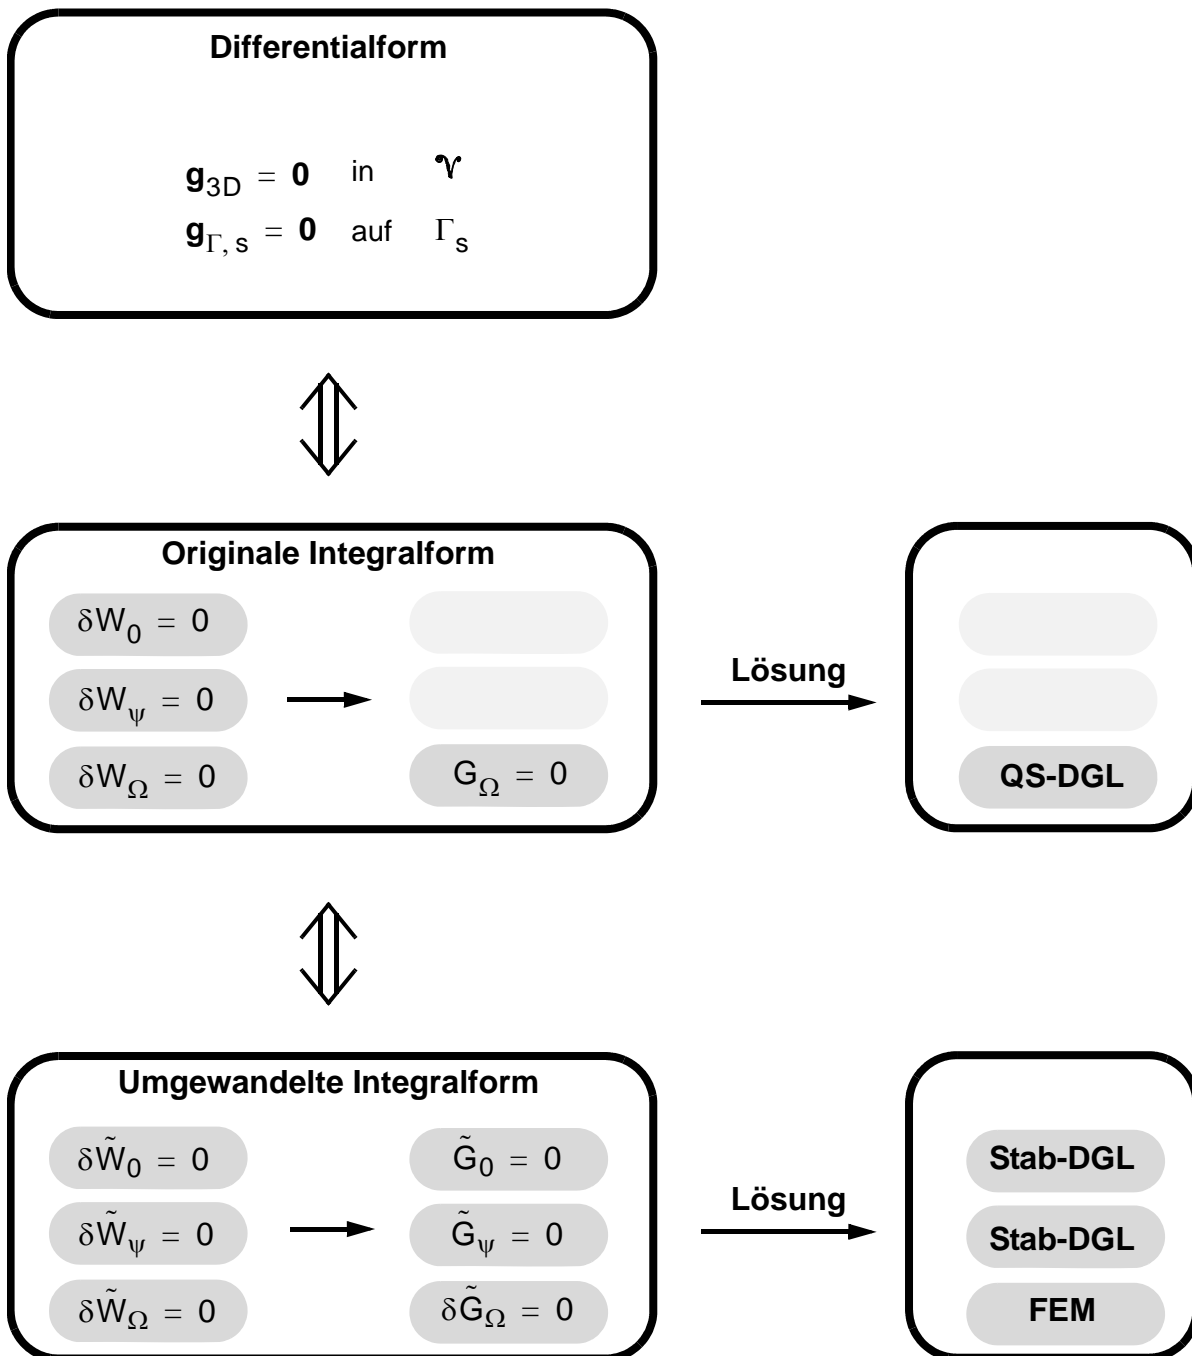 Differentialform
g3D = 0 in 𝒱
gΓ, s = 0 auf Γs
Originale Integralform
δW0 = 0
δWψ = 0
δWΩ = 0
GΩ = 0
Lösung
QS-DGL
Umgewandelte Integralform
δW̃0 = 0
G̃0 = 0
δW̃ψ = 0
G̃ψ = 0
δW̃Ω = 0
δG̃Ω = 0
Lösung
Stab-DGL
Stab-DGL
FEM